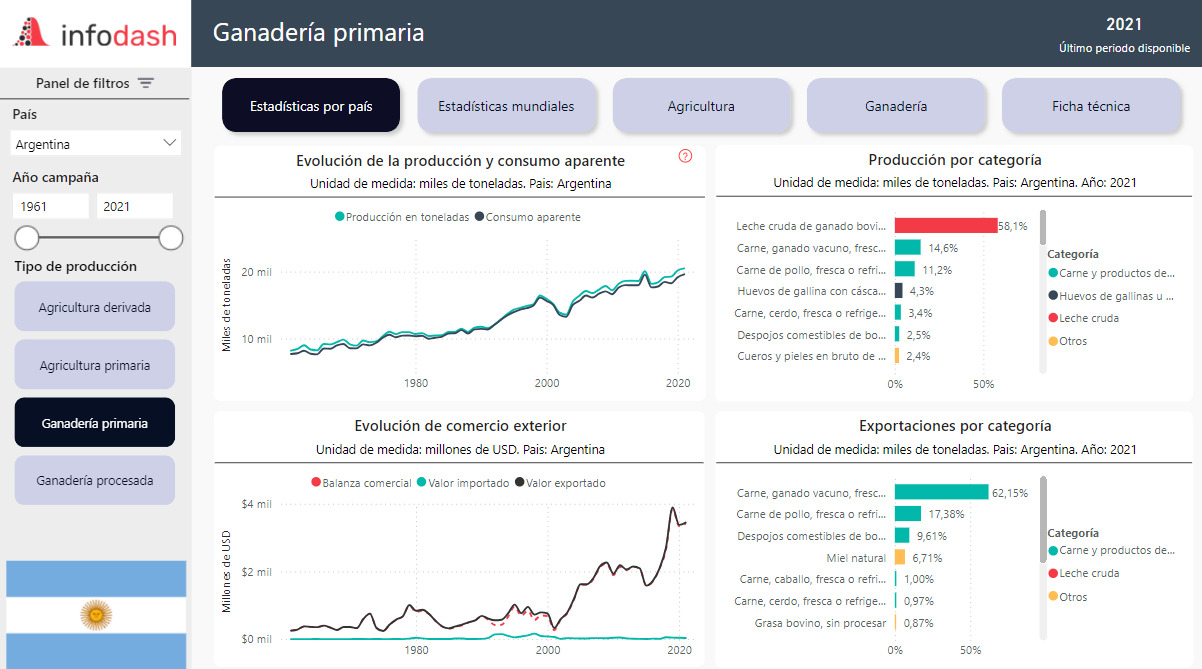 infodash
Ganadería primaria
2021
Último periodo disponible
Panel de filtros
País
Argentina
Año campaña
1961 2021
Tipo de producción
Agricultura derivada
Agricultura primaria
Ganadería primaria
Ganadería procesada
Estadísticas por país
Estadísticas mundiales
Agricultura
Ganadería
Ficha técnica
Evolución de la producción y consumo aparente
?
Unidad de medida: miles de toneladas. Pais: Argentina
Producción en toneladas Consumo aparente
Miles de toneladas
20 mil
10 mil
1980 2000 2020
Producción por categoría
Unidad de medida: miles de toneladas. Pais: Argentina. Año: 2021
Leche cruda de ganado bovi... 58,1%
Carne, ganado vacuno, fresc... 14,6%
Carne de pollo, fresca o refri... 11,2%
Huevos de gallina con cásca... 4,3%
Carne, cerdo, fresca o refrige... 3,4%
Despojos comestibles de bo... 2,5%
Cueros y pieles en bruto de ... 2,4%
0% 50%
Categoría
Carne y productos de...
Huevos de gallinas u ...
Leche cruda
Otros
Evolución de comercio exterior
Unidad de medida: millones de USD. Pais: Argentina
Balanza comercial Valor importado Valor exportado
Millones de USD
$4 mil
$2 mil
$0 mil
1980 2000 2020
Exportaciones por categoría
Unidad de medida: miles de toneladas. Pais: Argentina. Año: 2021
Carne, ganado vacuno, fresc... 62,15%
Carne de pollo, fresca o refri... 17,38%
Despojos comestibles de bo... 9,61%
Miel natural 6,71%
Carne, caballo, fresca o refri... 1,00%
Carne, cerdo, fresca o refrige... 0,97%
Grasa bovino, sin procesar 0,87%
0% 50%
Categoría
Carne y productos de...
Leche cruda
Otros